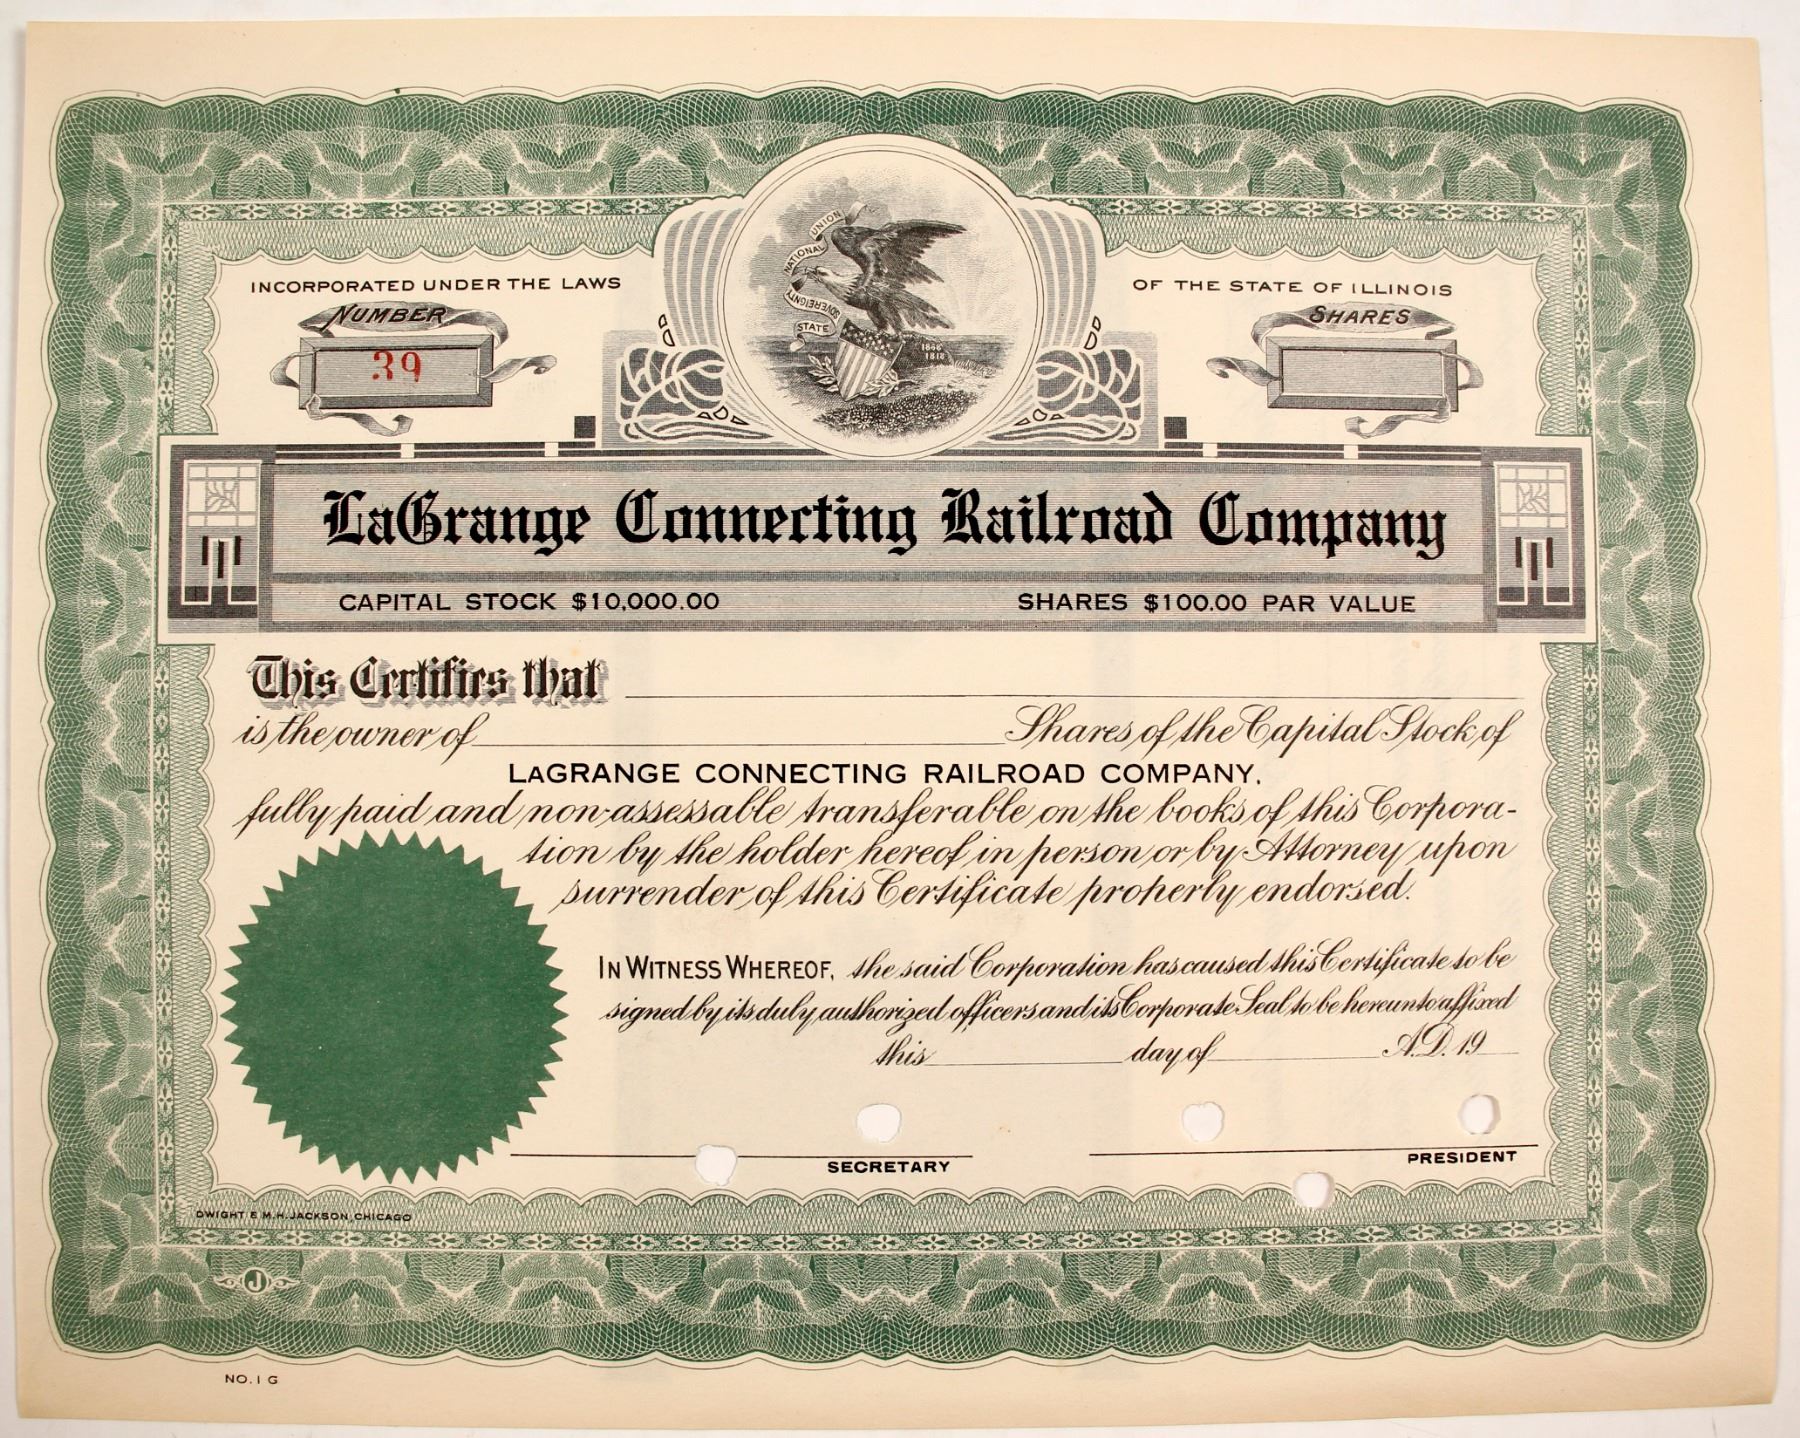 NATIONAL UNION
STATE SOVEREIGNTY
1868
1818
INCORPORATED UNDER THE LAWS OF THE STATE OF ILLINOIS
NUMBER SHARES
39
LaGrange Connecting Railroad Company
CAPITAL STOCK $10,000.00 SHARES $100.00 PAR VALUE
This Certifies that
is the owner of Shares of the Capital Stock of
LAGRANGE CONNECTING RAILROAD COMPANY.
fully paid and non-assessable transferable on the books of this Corpora-
tion by the holder hereof in person or by Attorney upon
surrender of this Certificate properly endorsed.
IN WITNESS WHEREOF, the said Corporation has caused this Certificate to be
signed by its duly authorized officers and its Corporate Seal to be hereunto affixed
this day of A.D. 19
SECRETARY PRESIDENT
DWIGHT & M.H. JACKSON, CHICAGO
J
NO. 1 G